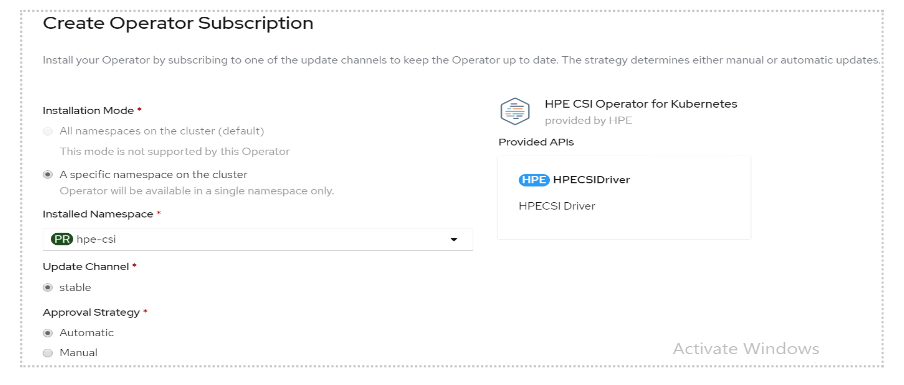 Create Operator Subscription
Install your Operator by subscribing to one of the update channels to keep the Operator up to date. The strategy determines either manual or automatic updates.
Installation Mode *
All namespaces on the cluster (default)
This mode is not supported by this Operator
A specific namespace on the cluster
Operator will be available in a single namespace only.
Installed Namespace *
PR hpe-csi
Update Channel *
stable
Approval Strategy *
Automatic
Manual
HPE CSI Operator for Kubernetes
provided by HPE
Provided APIs
HPE HPECSIDriver
HPECSI Driver
Activate Windows